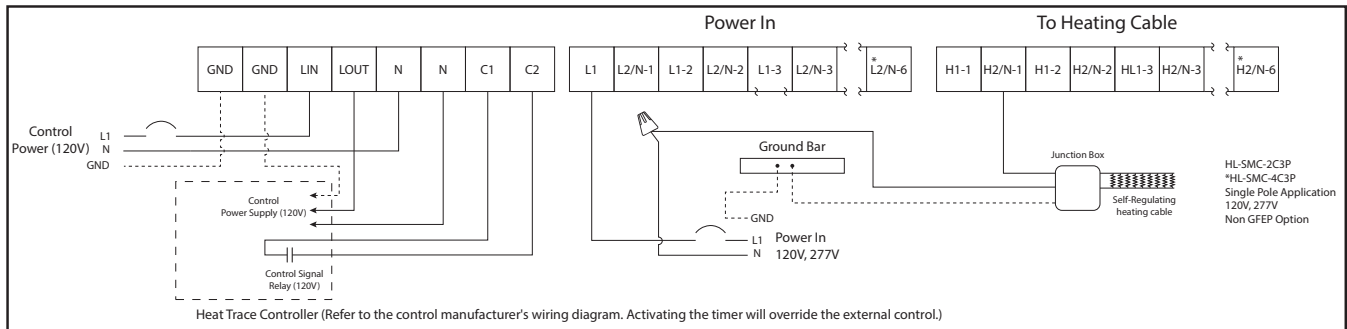 Power In
To Heating Cable
GND GND LIN LOUT N N C1 C2
L1 L2/N-1 L1-2 L2/N-2 L1-3 L2/N-3 * L2/N-6
H1-1 H2/N-1 H1-2 H2/N-2 HL1-3 H2/N-3 * H2/N-6
Control
Power (120V)
L1
N
GND
Control
Power Supply (120V)
Control Signal
Relay (120V)
Ground Bar
GND
L1
N
Power In
120V, 277V
Junction Box
Self-Regulating
heating cable
HL-SMC-2C3P
*HL-SMC-4C3P
Single Pole Application
120V, 277V
Non GFEP Option
Heat Trace Controller (Refer to the control manufacturer's wiring diagram. Activating the timer will override the external control.)